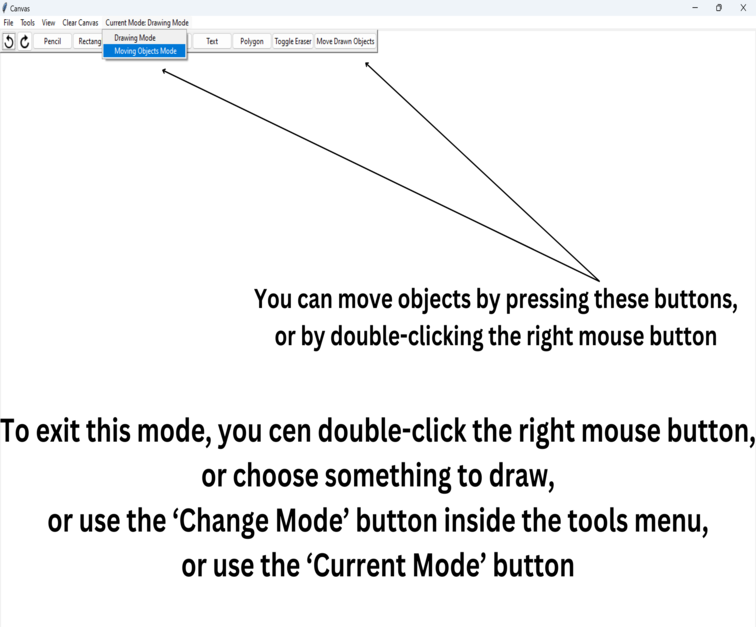 Canvas
File Tools View Clear Canvas Current Mode: Drawing Mode
Drawing Mode
Moving Objects Mode
Pencil Rectang Text Polygon Toggle Eraser Move Drawn Objects
You can move objects by pressing these buttons,
or by double-clicking the right mouse button
To exit this mode, you cen double-click the right mouse button,
or choose something to draw,
or use the ‘Change Mode’ button inside the tools menu,
or use the ‘Current Mode’ button